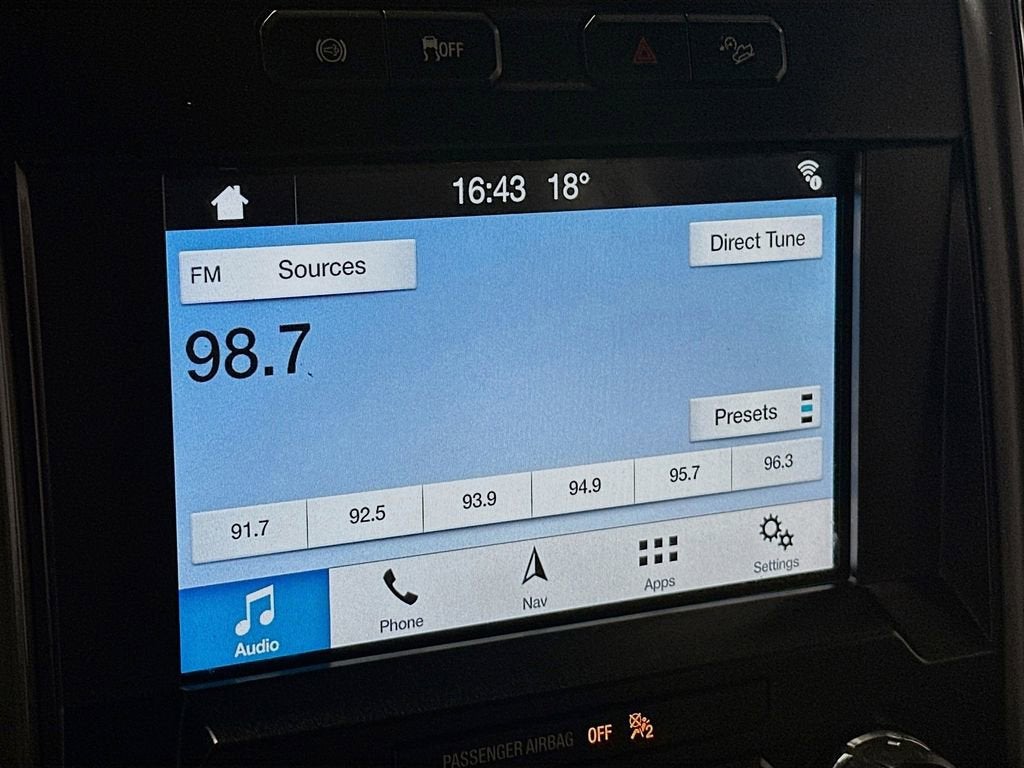 OFF
16:43 18°
FM Sources
Direct Tune
98.7
Presets
91.7 92.5 93.9 94.9 95.7 96.3
Audio Phone Nav Apps Settings
PASSENGER AIRBAG OFF 2